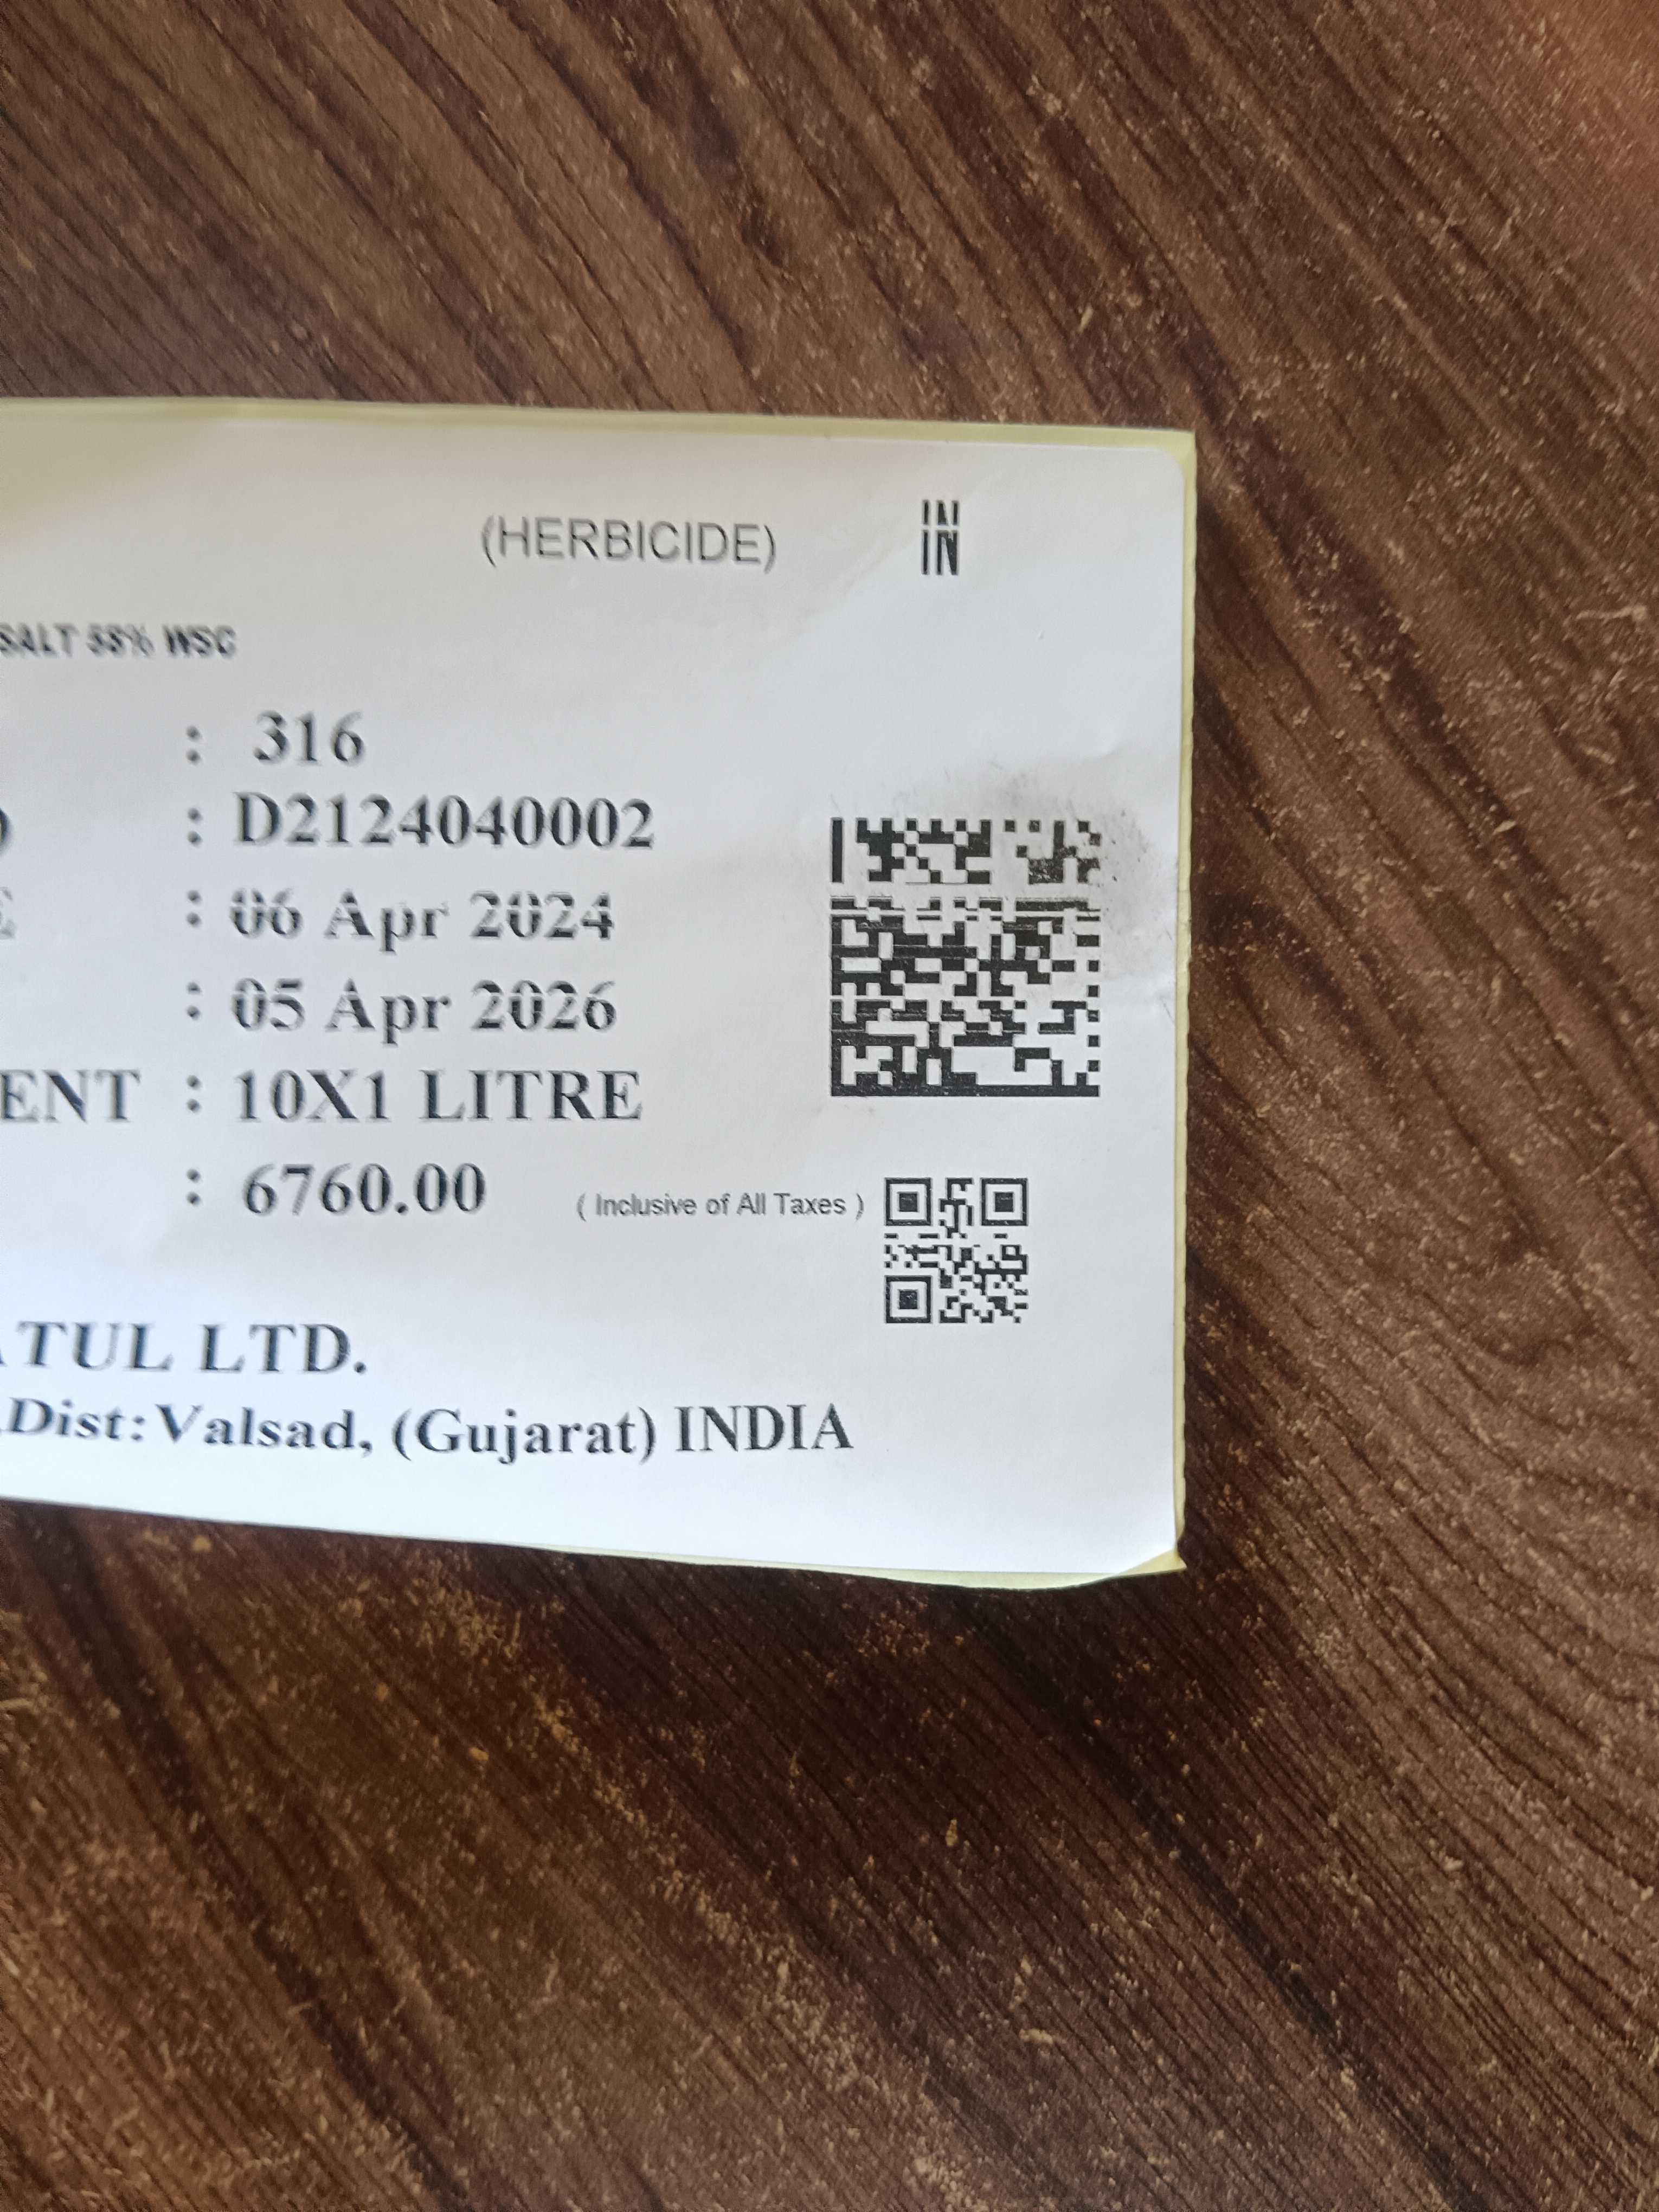 (HERBICIDE) IN
SALT 58% WSC
: 316
: D2124040002
: 06 Apr 2024
: 05 Apr 2026
ENT : 10X1 LITRE
: 6760.00 ( Inclusive of All Taxes )
TUL LTD.
Dist:Valsad, (Gujarat) INDIA